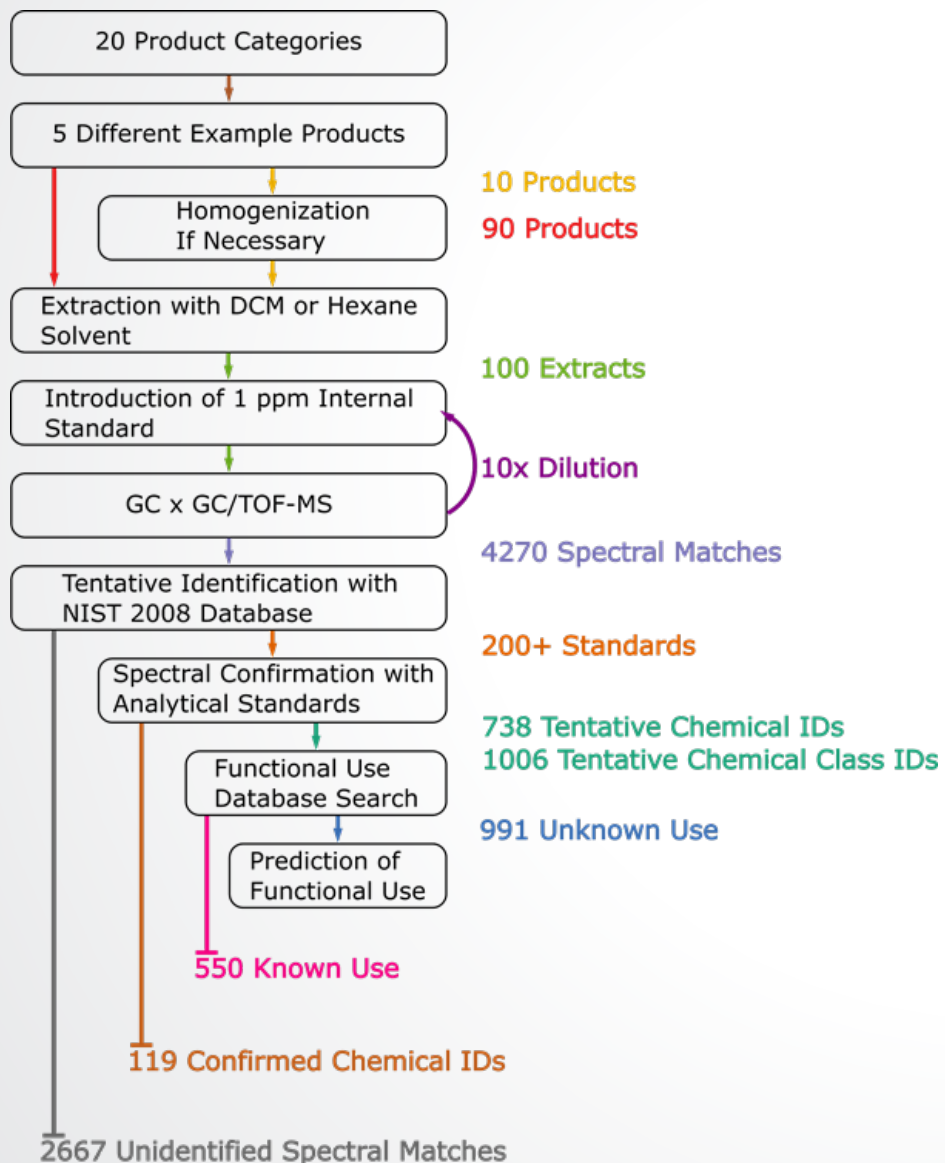 20 Product Categories
5 Different Example Products
10 Products
Homogenization
If Necessary
90 Products
Extraction with DCM or Hexane
Solvent
100 Extracts
Introduction of 1 ppm Internal
Standard
10x Dilution
GC x GC/TOF-MS
4270 Spectral Matches
Tentative Identification with
NIST 2008 Database
200+ Standards
Spectral Confirmation with
Analytical Standards
738 Tentative Chemical IDs
1006 Tentative Chemical Class IDs
Functional Use
Database Search
991 Unknown Use
Prediction of
Functional Use
550 Known Use
119 Confirmed Chemical IDs
2667 Unidentified Spectral Matches